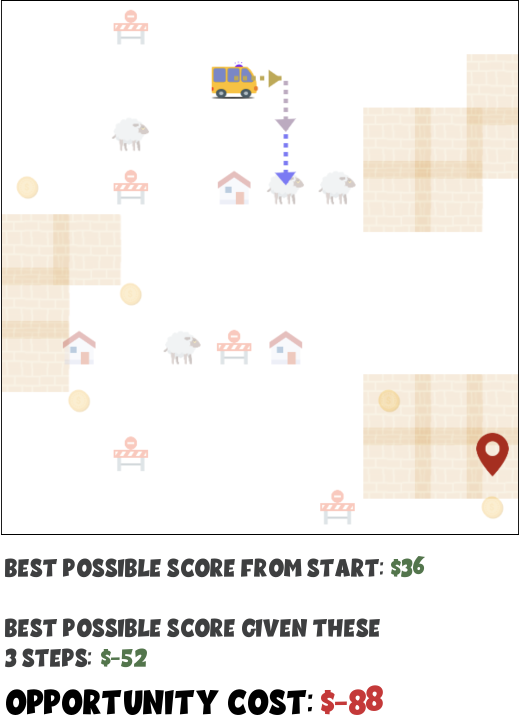 BEST POSSIBLE SCORE FROM START: $36
BEST POSSIBLE SCORE GIVEN THESE
3 STEPS: $-52
OPPORTUNITY COST: $-88